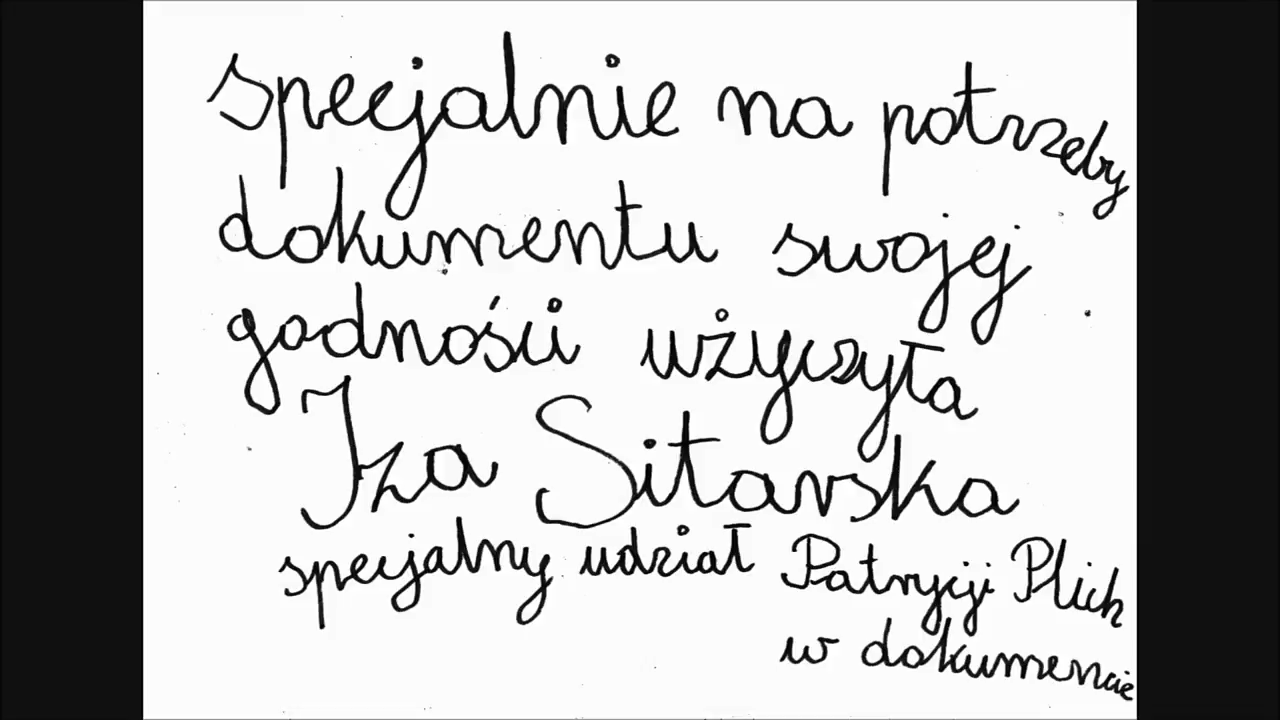 specjalnie na potrzeby
dokumentu swojej
godności użyczyła
Iza Sitarska
specjalny udział Patrycji Plich
w dokumencie